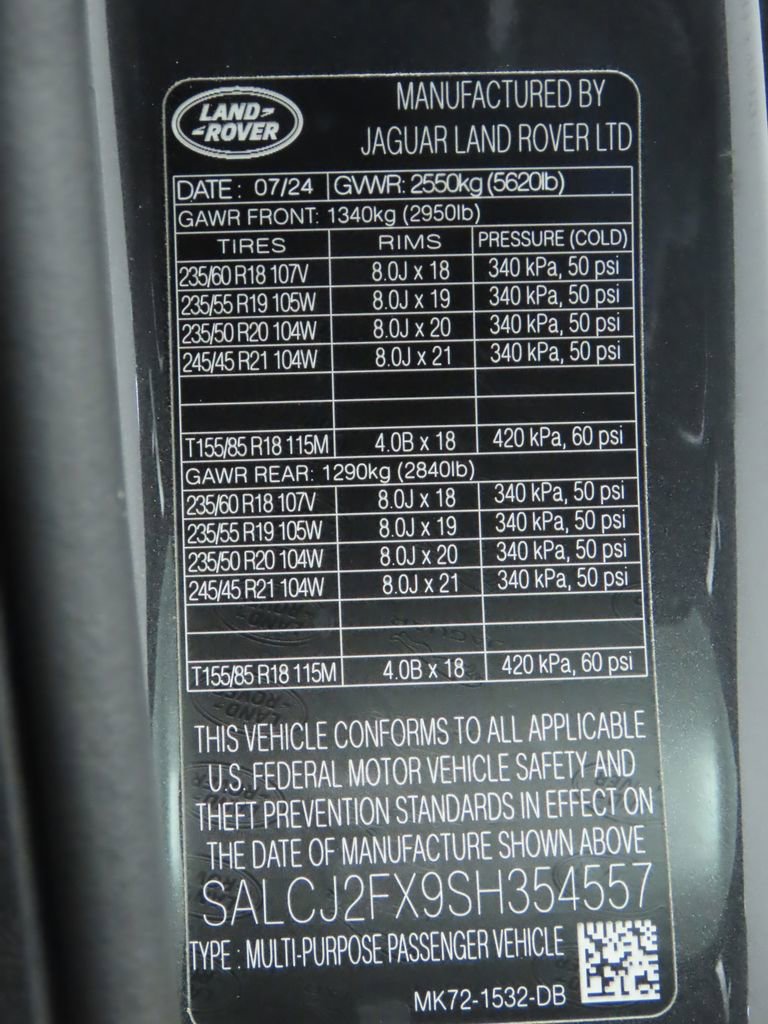 LAND-
-ROVER
MANUFACTURED BY
JAGUAR LAND ROVER LTD
DATE: 07/24 GVWR: 2550kg (5620lb)
GAWR FRONT: 1340kg (2950lb)
TIRES RIMS PRESSURE (COLD)
235/60 R18 107V 8.0J x 18 340 kPa, 50 psi
235/55 R19 105W 8.0J x 19 340 kPa, 50 psi
235/50 R20 104W 8.0J x 20 340 kPa, 50 psi
245/45 R21 104W 8.0J x 21 340 kPa, 50 psi
T155/85 R18 115M 4.0B x 18 420 kPa, 60 psi
GAWR REAR: 1290kg (2840lb)
235/60 R18 107V 8.0J x 18 340 kPa, 50 psi
235/55 R19 105W 8.0J x 19 340 kPa, 50 psi
235/50 R20 104W 8.0J x 20 340 kPa, 50 psi
245/45 R21 104W 8.0J x 21 340 kPa, 50 psi
T155/85 R18 115M 4.0B x 18 420 kPa, 60 psi
THIS VEHICLE CONFORMS TO ALL APPLICABLE
U.S. FEDERAL MOTOR VEHICLE SAFETY AND
THEFT PREVENTION STANDARDS IN EFFECT ON
THE DATE OF MANUFACTURE SHOWN ABOVE
SALCJ2FX9SH354557
TYPE : MULTI-PURPOSE PASSENGER VEHICLE
MK72-1532-DB